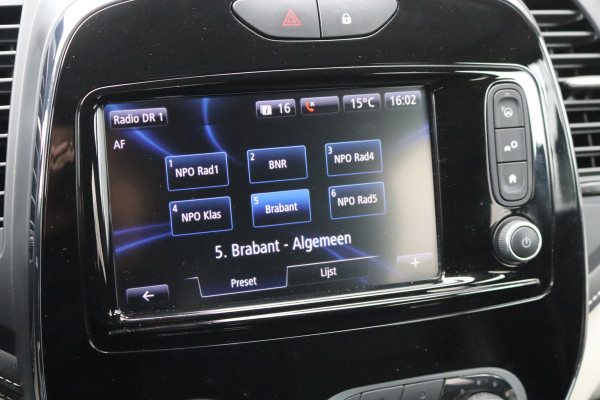 Radio DR 1 16 15°C 16:02
AF
1 NPO Rad1 2 BNR 3 NPO Rad4
4 NPO Klas 5 Brabant 6 NPO Rad5
5. Brabant - Algemeen
Preset Lijst +